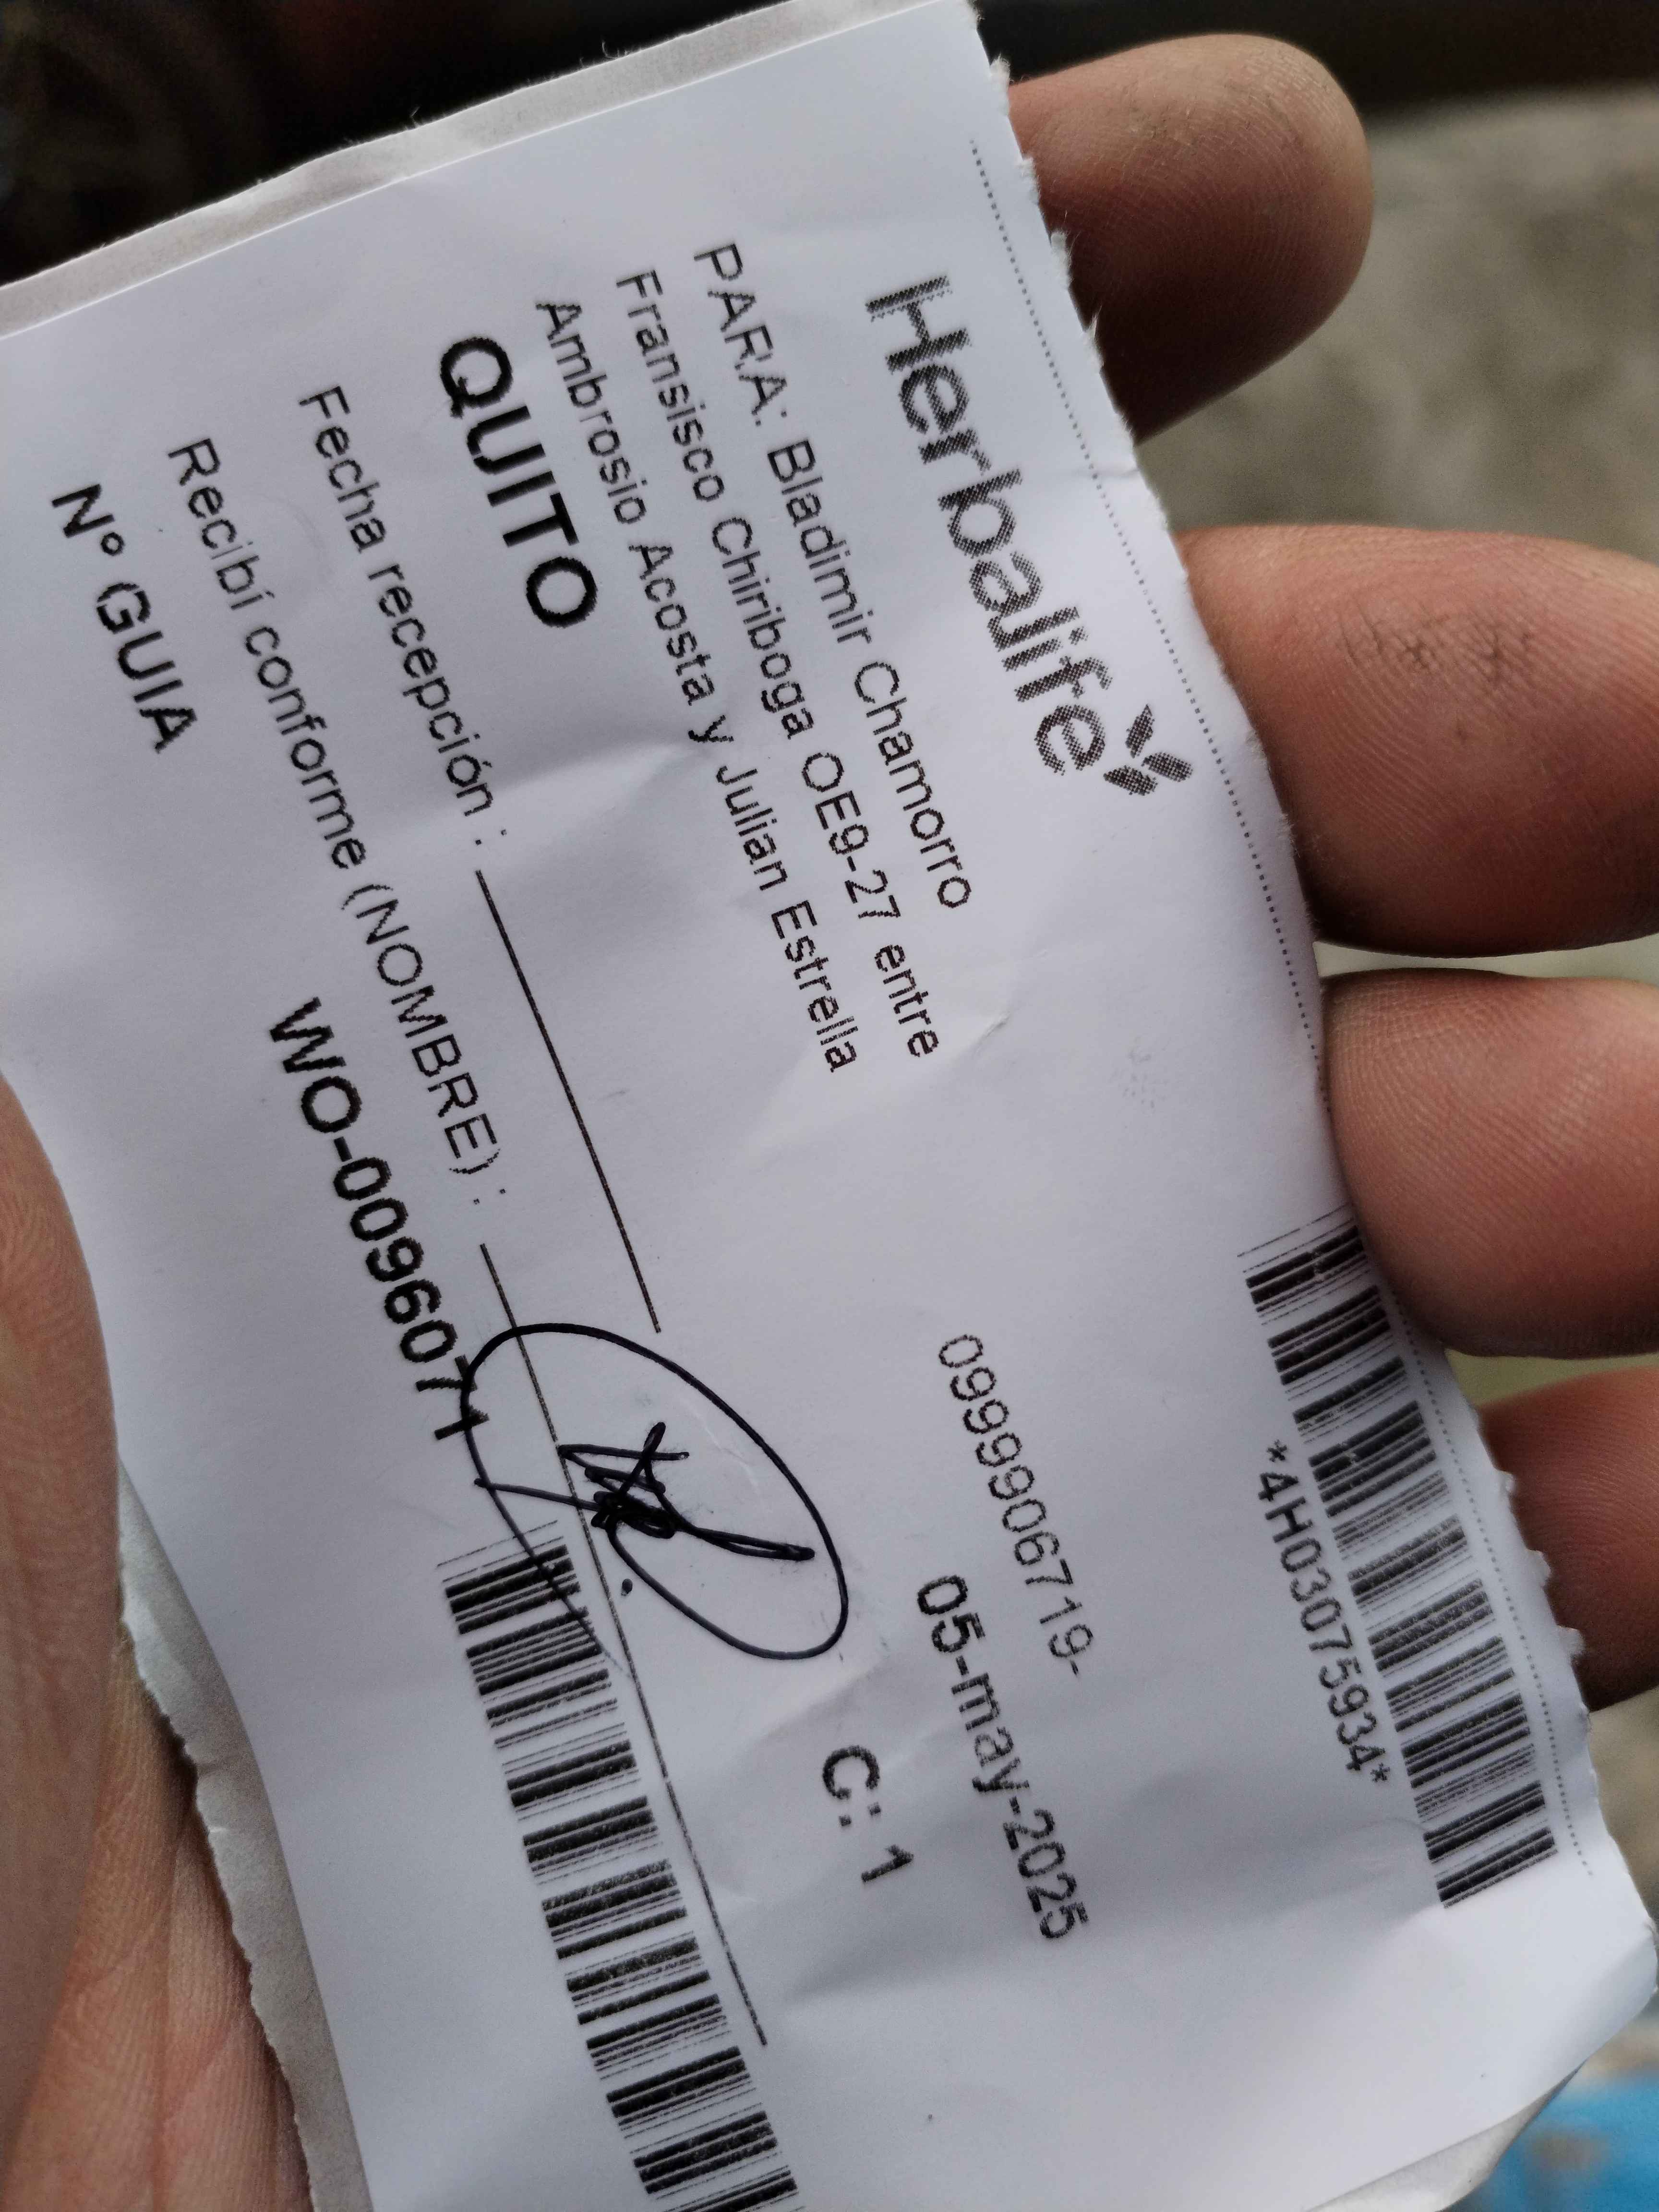 Herbalife
*4H03075934*
PARA: Bladimir Chamorro
Fransisco Chiriboga OE9-27 entre
Ambrosio Acosta y Julian Estrella
0999906719-
QUITO
05-may-2025
C: 1
Fecha recepción :
Recibí conforme (NOMBRE) :
Nº GUIA
WO-0096071